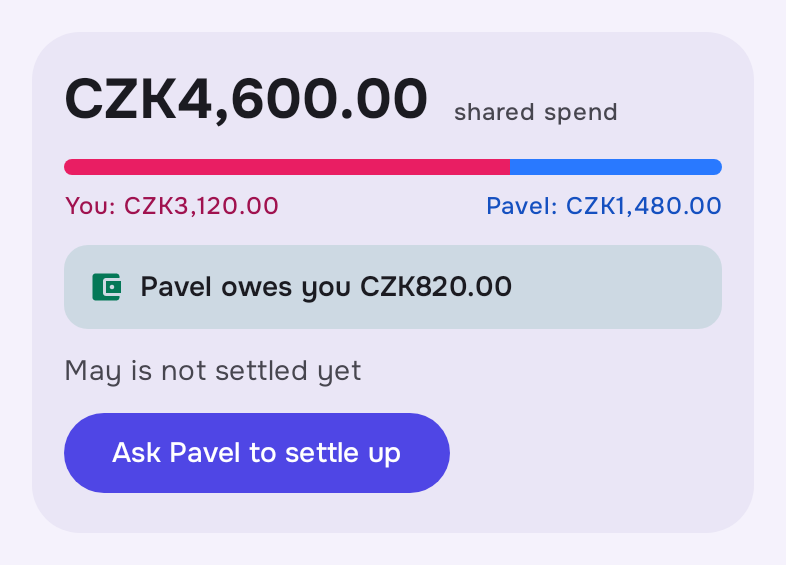 CZK4,600.00 shared spend
You: CZK3,120.00 Pavel: CZK1,480.00
Pavel owes you CZK820.00
May is not settled yet
Ask Pavel to settle up